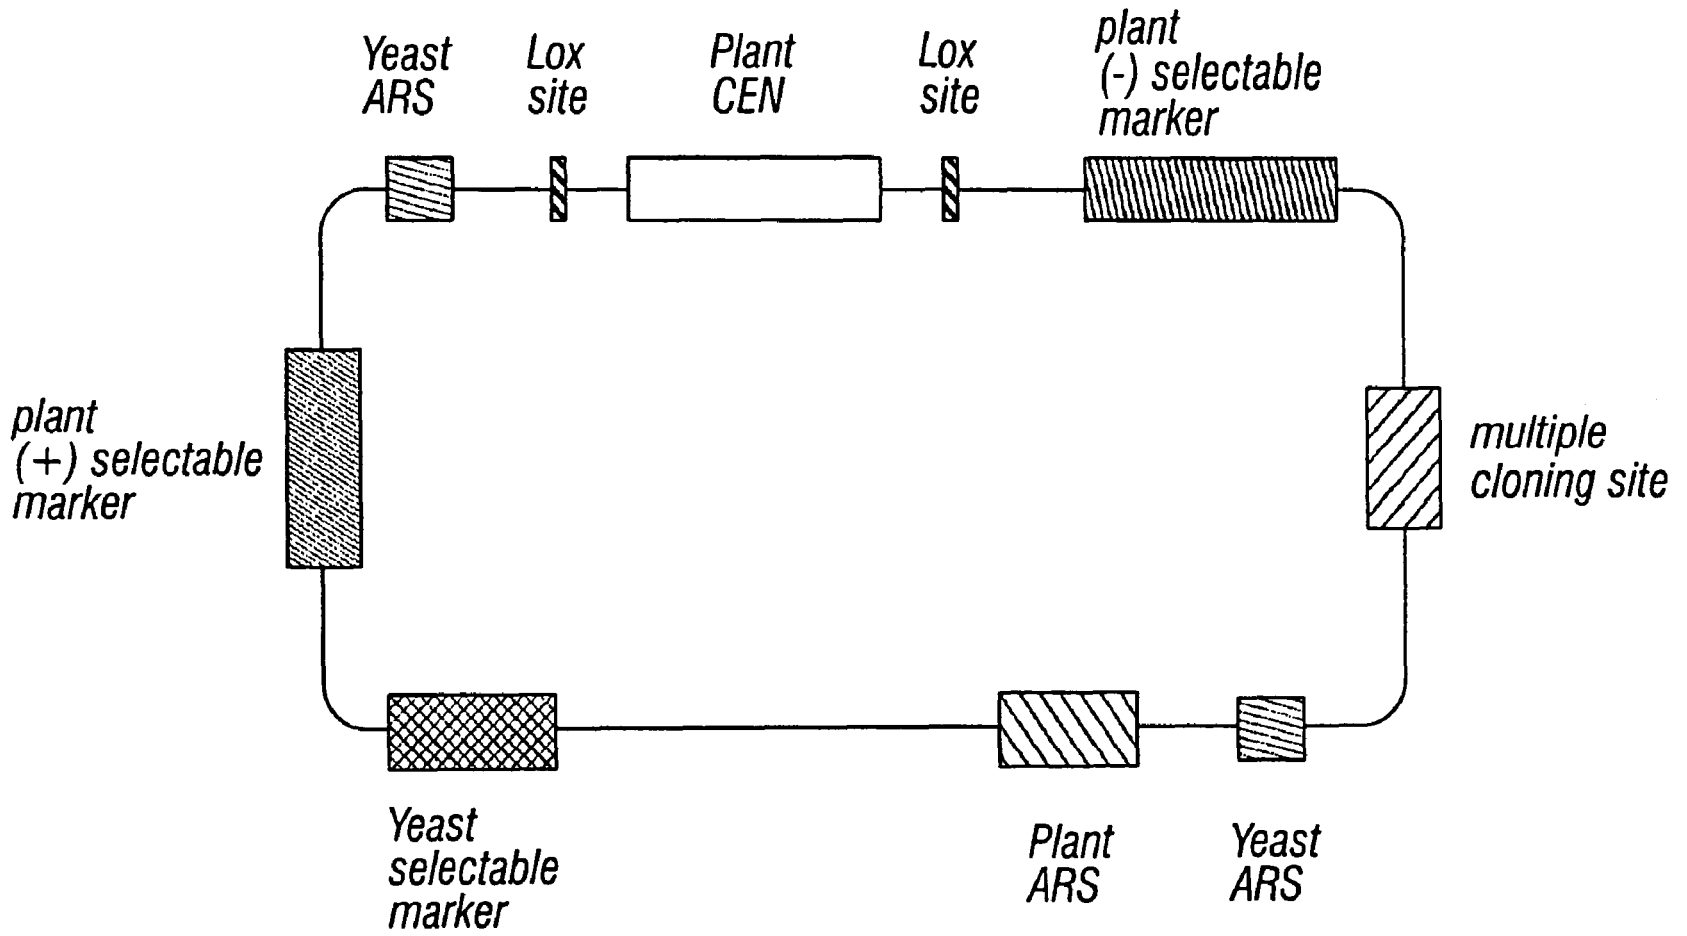 Yeast
ARS
Lox
site
Plant
CEN
Lox
site
plant
(-) selectable
marker
plant
(+) selectable
marker
multiple
cloning site
Yeast
selectable
marker
Plant
ARS
Yeast
ARS